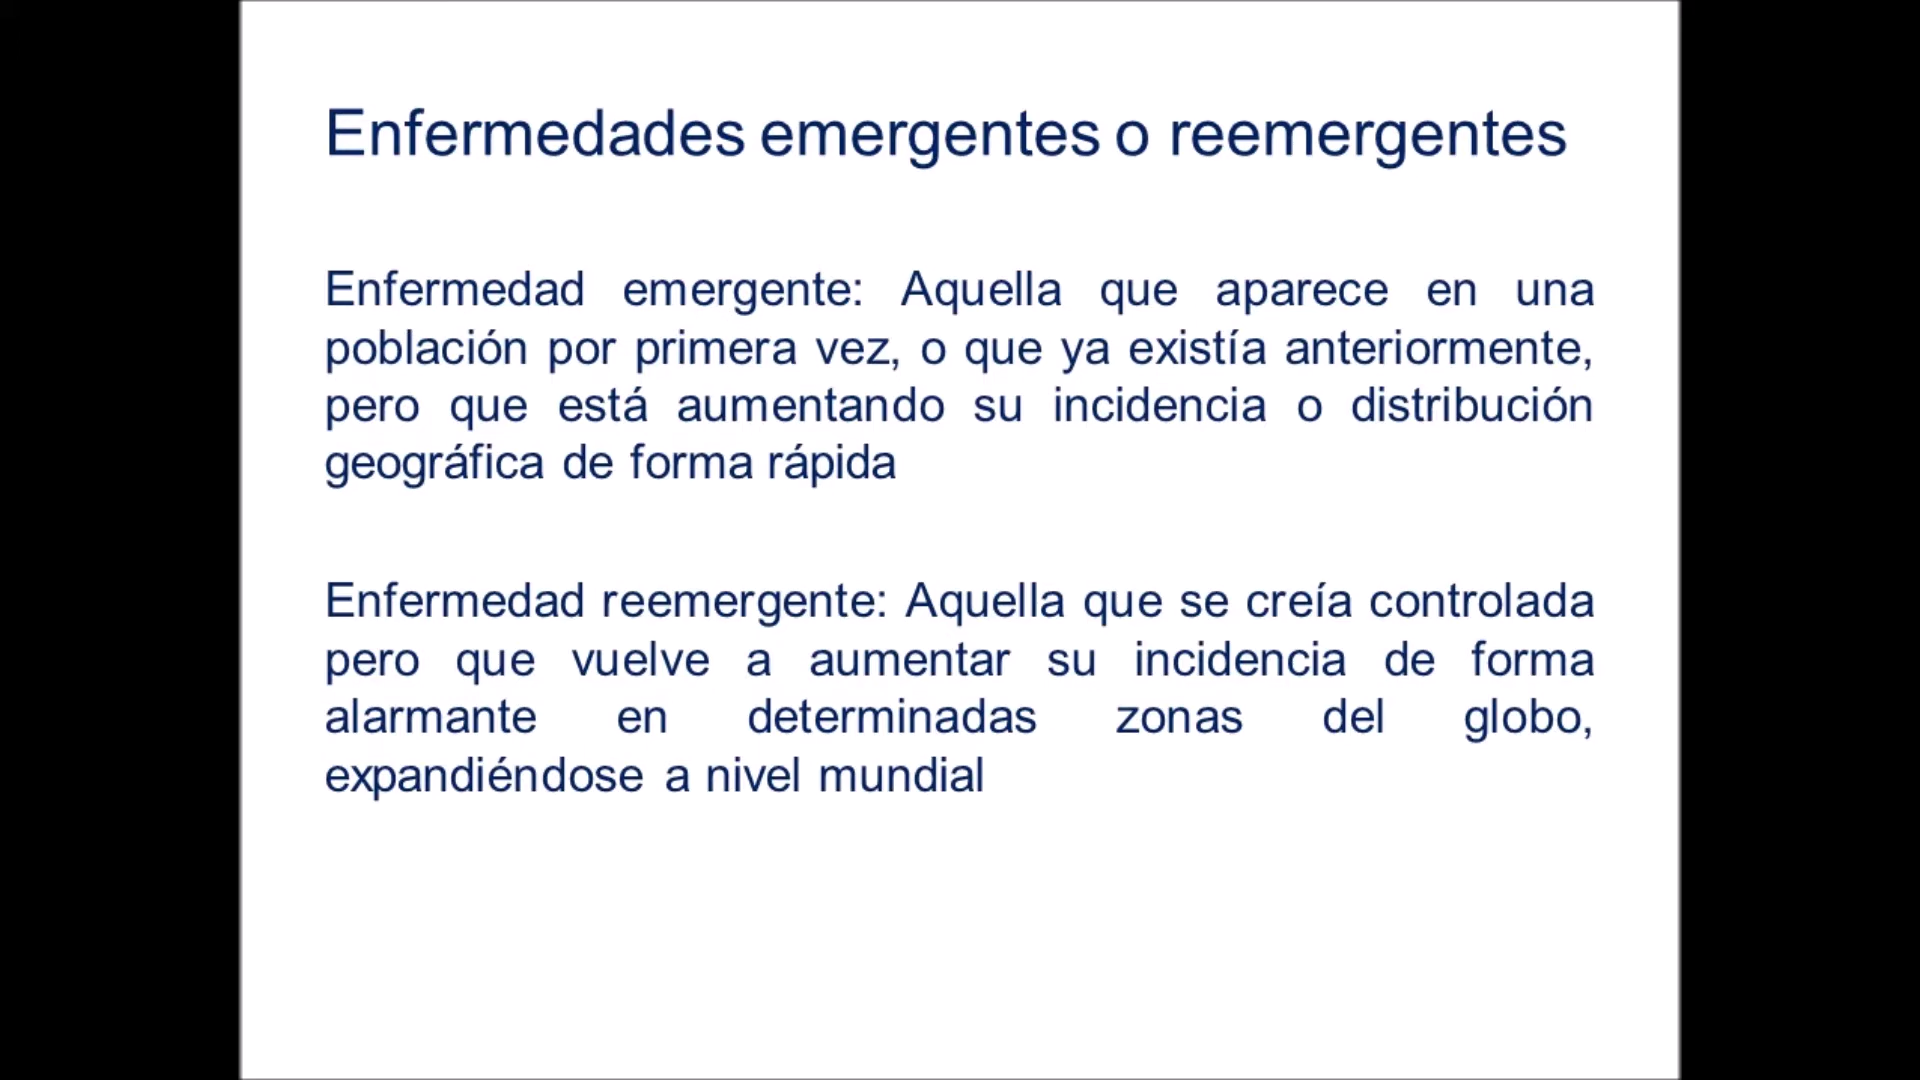 Enfermedades emergentes o reemergentes
Enfermedad emergente: Aquella que aparece en una
población por primera vez, o que ya existía anteriormente,
pero que está aumentando su incidencia o distribución
geográfica de forma rápida
Enfermedad reemergente: Aquella que se creía controlada
pero que vuelve a aumentar su incidencia de forma
alarmante en determinadas zonas del globo,
expandiéndose a nivel mundial